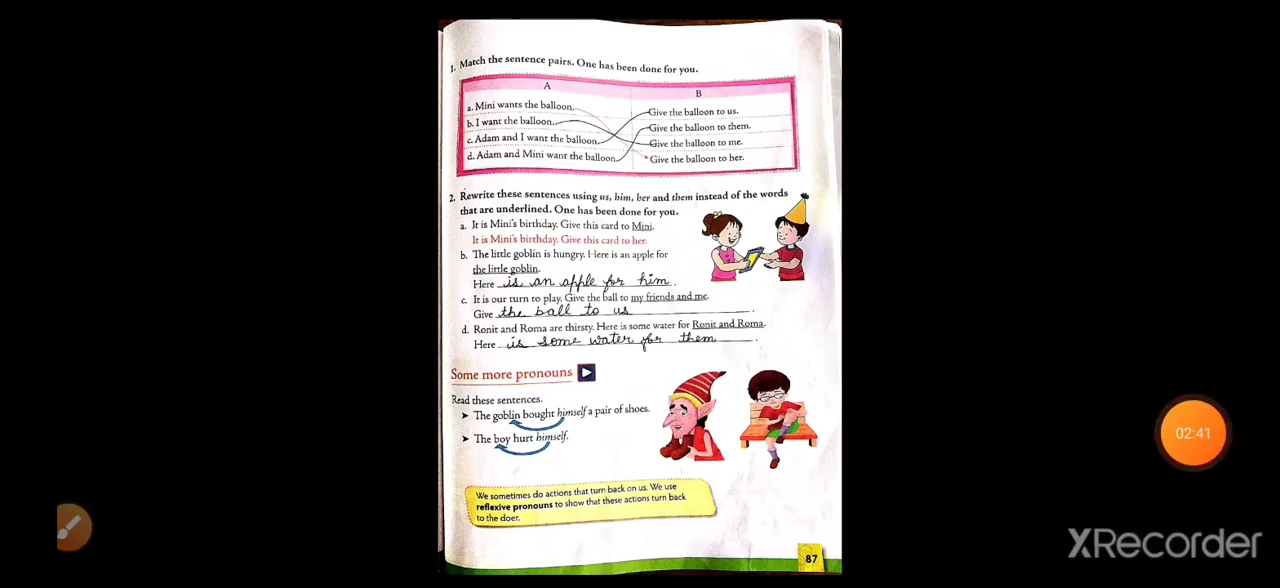 1. Match the sentence pairs. One has been done for you.
A
B
a. Mini wants the balloon.
Give the balloon to us.
b. I want the balloon.
Give the balloon to them.
c. Adam and I want the balloon.
Give the balloon to me.
d. Adam and Mini want the balloon.
Give the balloon to her.
2. Rewrite these sentences using us, him, her and them instead of the words
that are underlined. One has been done for you.
a. It is Mini's birthday. Give this card to Mini.
It is Mini's birthday. Give this card to her.
b. The little goblin is hungry. Here is an apple for
the little goblin.
Here is an apple for him.
c. It is our turn to play. Give the ball to my friends and me.
Give the ball to us.
d. Ronit and Roma are thirsty. Here is some water for Ronit and Roma.
Here is some water for them.
Some more pronouns
Read these sentences.
➤ The goblin bought himself a pair of shoes.
➤ The boy hurt himself.
We sometimes do actions that turn back on us. We use
reflexive pronouns to show that these actions turn back
to the doer.
87
02:41
XRecorder